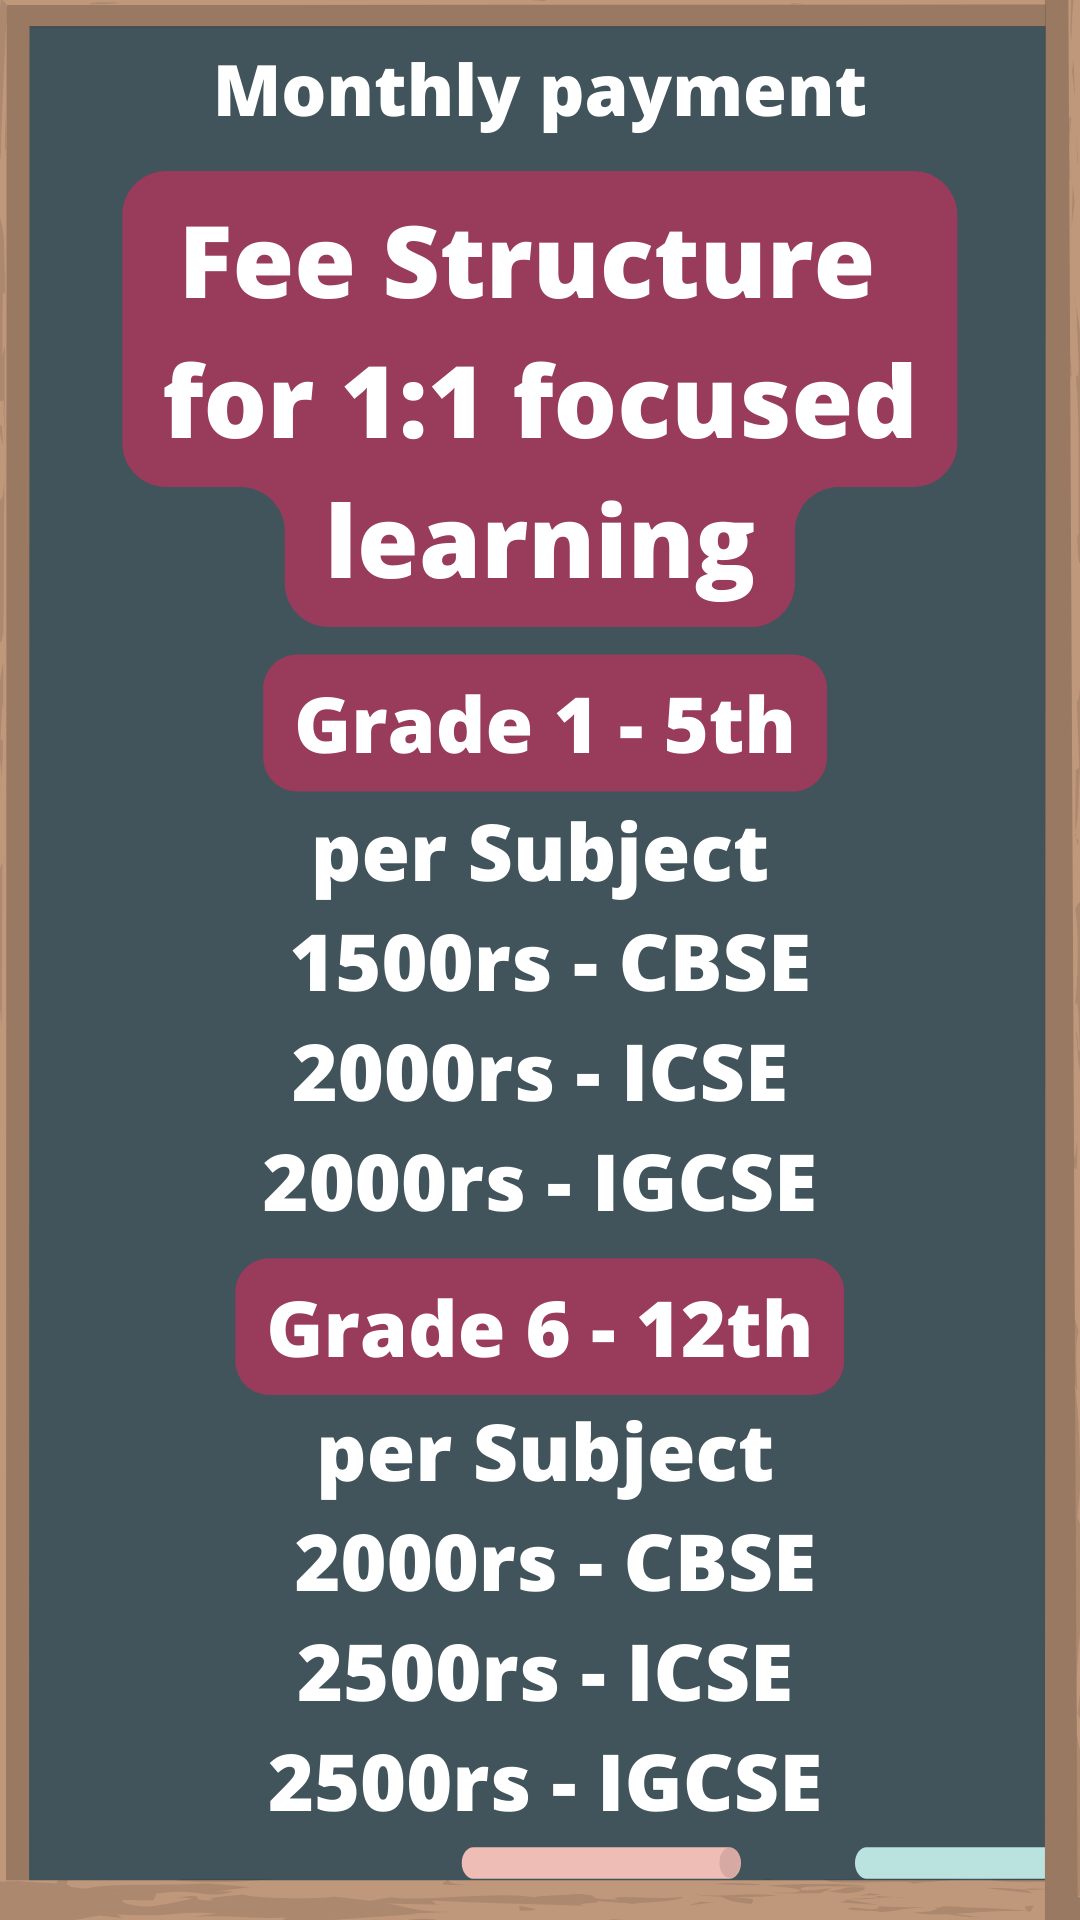 Monthly payment
Fee Structure
for 1:1 focused
learning
Grade 1 - 5th
per Subject
1500rs - CBSE
2000rs - ICSE
2000rs - IGCSE
Grade 6 - 12th
per Subject
2000rs - CBSE
2500rs - ICSE
2500rs - IGCSE